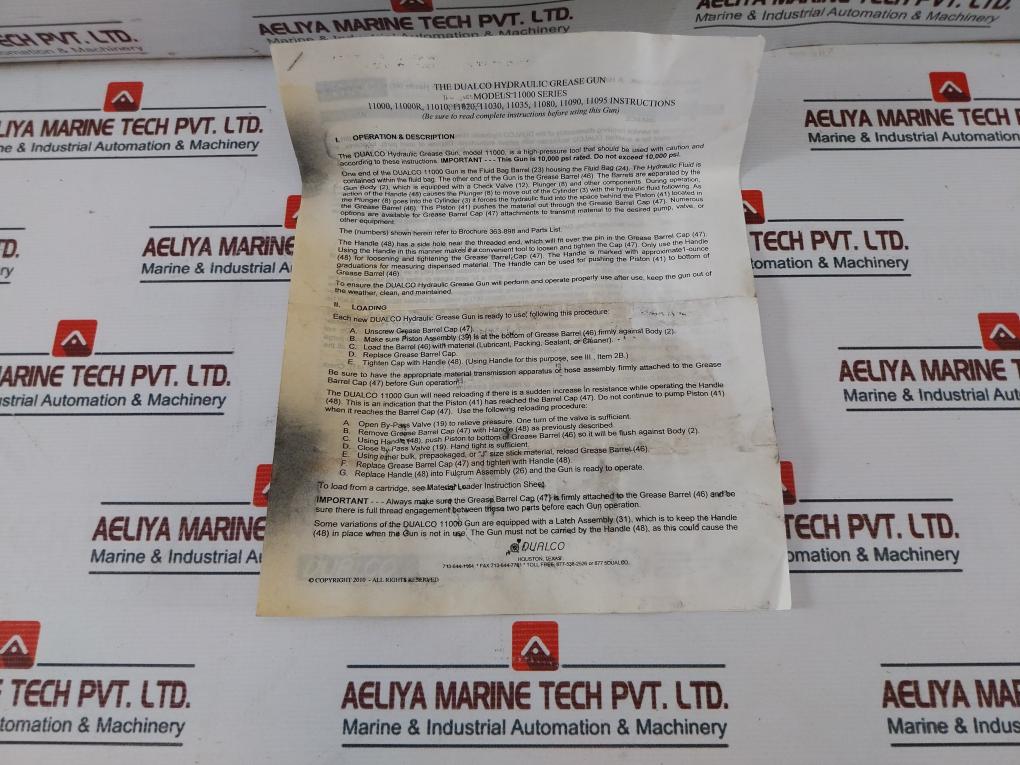 AELIYA MARINE TECH PVT. LTD.
Marine & Industrial Automation & Machinery
THE DUALCO HYDRAULIC GREASE GUN
MODELS 11000 SERIES
11000, 11000R, 11010, 11020, 11030, 11035, 11080, 11090, 11095 INSTRUCTIONS
(Be sure to read complete instructions before using this Gun)
I. OPERATION & DESCRIPTION
The DUALCO Hydraulic Grease Gun, model 11000, is a high-pressure tool that should be used with caution and
according to these instructions. IMPORTANT - - - This Gun is 10,000 psi rated. Do not exceed 10,000 psi.
One end of the DUALCO 11000 Gun is the Fluid Bag Barrel (23) housing the Fluid Bag (24). The Hydraulic Fluid is
contained within the fluid bag. The other end of the Gun is the Grease Barrel (46). The Barrels are separated by the
Gun Body (2), which is equipped with a Check Valve (12), Plunger (8) and other components. During operation,
action of the Handle (48) causes the Plunger (8) to move out of the Cylinder (3) with the hydraulic fluid following. As
the Plunger (8) goes into the Cylinder (3) it forces the hydraulic fluid into the space behind Piston (41) located in
the Grease Barrel (46). This Piston (41) pushes the material out through the Grease Barrel Cap (47). Numerous
options are available for Grease Barrel Cap (47) attachments to transmit material to the desired pump, valve, or
other equipment.
The (numbers) shown herein refer to Brochure 363-898 and Parts List.
The Handle (48) has a side hole near the threaded end, which will fit over the pin in the Grease Barrel Cap (47).
Using the Handle in this manner makes it a convenient tool to loosen and tighten the Cap (47). Only use the Handle
(48) for loosening and tightening the Grease Barrel Cap (47). The Handle is marked with approximate 1-ounce
graduations for measuring dispensed material. The Handle can be used for pushing the Piston (41) to bottom of
Grease Barrel (46).
To ensure the DUALCO Hydraulic Grease Gun will perform and operate properly use after use, keep the gun out of
the weather, clean, and maintained.
II. LOADING
Each new DUALCO Hydraulic Grease Gun is ready to use, following this procedure:
A. Unscrew Grease Barrel Cap (47).
B. Make sure Piston Assembly (39) is at the bottom of Grease Barrel (46) firmly against Body (2).
C. Load the Barrel (46) with material (Lubricant, Packing, Sealant, or Cleaner).
D. Replace Grease Barrel Cap.
E. Tighten Cap with Handle (48). (Using Handle for this purpose, see III., Item 2B.)
Be sure to have the appropriate material transmission apparatus or hose assembly firmly attached to the Grease
Barrel Cap (47) before Gun operation.
The DUALCO 11000 Gun will need reloading if there is a sudden increase in resistance while operating the Handle
(48). This is an indication that the Piston (41) has reached the Barrel Cap (47). Do not continue to pump Piston (41)
when it reaches the Barrel Cap (47). Use the following reloading procedure:
A. Open By-Pass Valve (19) to relieve pressure. One turn of the valve is sufficient.
B. Remove Grease Barrel Cap (47) with Handle (48) as previously described.
C. Using Handle (48), push Piston to bottom of Grease Barrel (46) so it will be flush against Body (2).
D. Close By-Pass Valve (19). Hand tight is sufficient.
E. Using either bulk, prepackaged, or "J" size stick material, reload Grease Barrel (46).
F. Replace Grease Barrel Cap (47) and tighten with Handle (48).
G. Replace Handle (48) into Fulcrum Assembly (26) and the Gun is ready to operate.
To load from a cartridge, see Material Loader Instruction Sheet.
IMPORTANT - - - Always make sure the Grease Barrel Cap (47) is firmly attached to the Grease Barrel (46) and be
sure there is full thread engagement between these two parts before each Gun operation.
Some variations of the DUALCO 11000 Gun are equipped with a Latch Assembly (31), which is to keep the Handle
(48) in place when the Gun is not in use. The Gun must not be carried by the Handle (48), as this could cause the
DUALCO
HOUSTON, TEXAS
© COPYRIGHT 2010 - ALL RIGHTS RESERVED
AELIYA MARINE TECH PVT. LTD.
Marine & Industrial Automation & Machinery